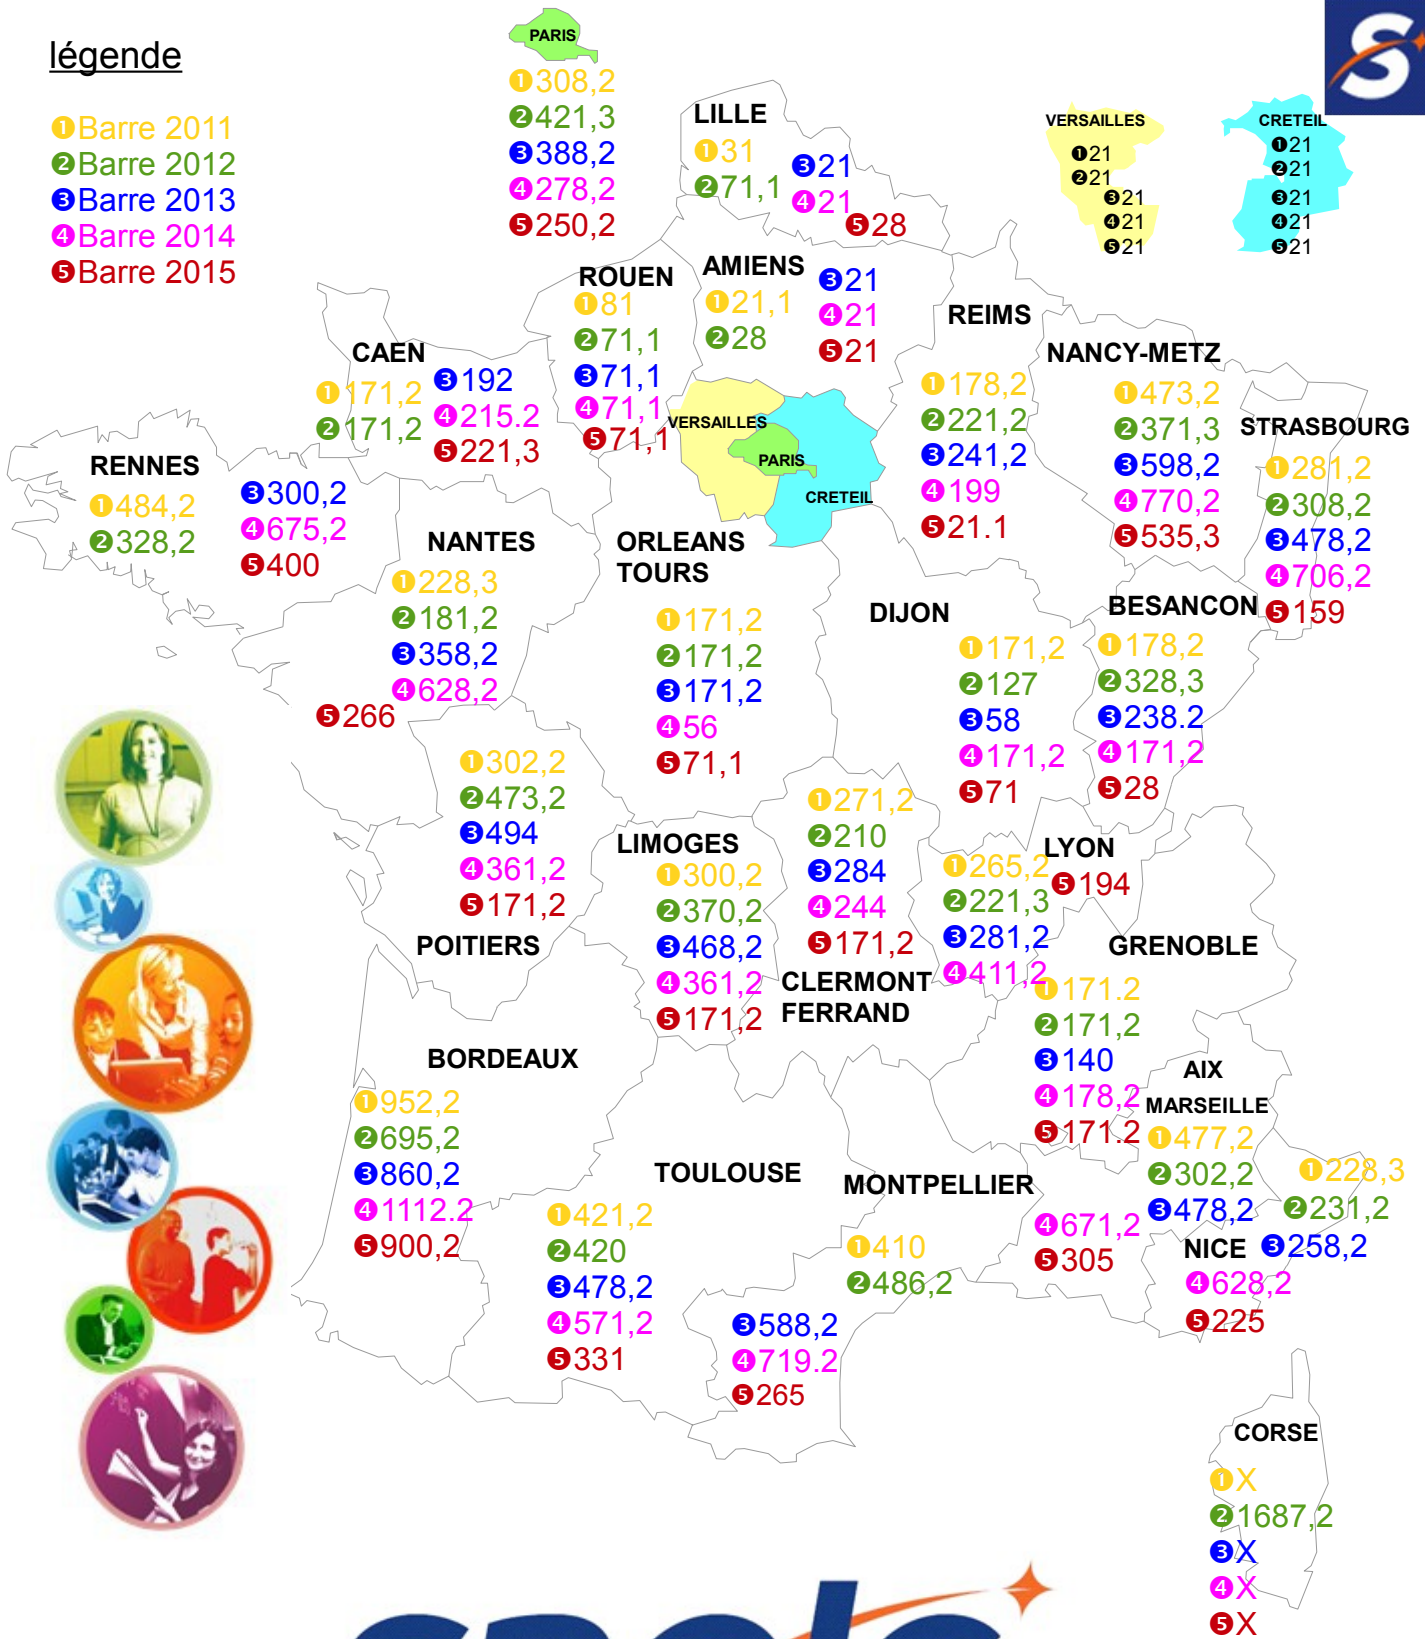 légende
❶Barre 2011
❷Barre 2012
❸Barre 2013
❹Barre 2014
❺Barre 2015
PARIS
❶308,2
❷421,3
❸388,2
❹278,2
❺250,2
LILLE
❶31
❷71,1
❸21
❹21
❺28
VERSAILLES
❶21
❷21
❸21
❹21
❺21
CRETEIL
❶21
❷21
❸21
❹21
❺21
S
ROUEN
❶81
❷71,1
❸71,1
❹71,1
❺71,1
AMIENS
❶21,1
❷28
❸21
❹21
❺21
REIMS
❶178,2
❷221,2
❸241,2
❹199
❺21.1
NANCY-METZ
❶473,2
❷371,3
❸598,2
❹770,2
❺535,3
STRASBOURG
❶281,2
❷308,2
❸478,2
❹706,2
❺159
CAEN
❶171,2
❷171,2
❸192
❹215.2
❺221,3
VERSAILLES
PARIS
CRETEIL
RENNES
❶484,2
❷328,2
❸300,2
❹675,2
❺400
NANTES
❶228,3
❷181,2
❸358,2
❹628,2
❺266
ORLEANS
TOURS
❶171,2
❷171,2
❸171,2
❹56
❺71,1
DIJON
❶171,2
❷127
❸58
❹171,2
❺71
BESANCON
❶178,2
❷328,3
❸238.2
❹171,2
❺28
❶302,2
❷473,2
❸494
❹361,2
❺171,2
POITIERS
LIMOGES
❶300,2
❷370,2
❸468,2
❹361,2
❺171,2
❶271,2
❷210
❸284
❹244
❺171,2
CLERMONT
FERRAND
LYON
❶265,2
❷221,3
❸281,2
❹411,2
❺194
GRENOBLE
❶171.2
❷171,2
❸140
❹178,2
❺171.2
AIX
MARSEILLE
❶477,2
❷302,2
❸478,2
❹671,2
❺305
BORDEAUX
❶952,2
❷695,2
❸860,2
❹1112.2
❺900,2
TOULOUSE
❶421,2
❷420
❸478,2
❹571,2
❺331
MONTPELLIER
❶410
❷486,2
❸588,2
❹719.2
❺265
❶228,3
❷231,2
NICE ❸258,2
❹628,2
❺225
CORSE
❶X
❷1687,2
❸X
❹X
❺X